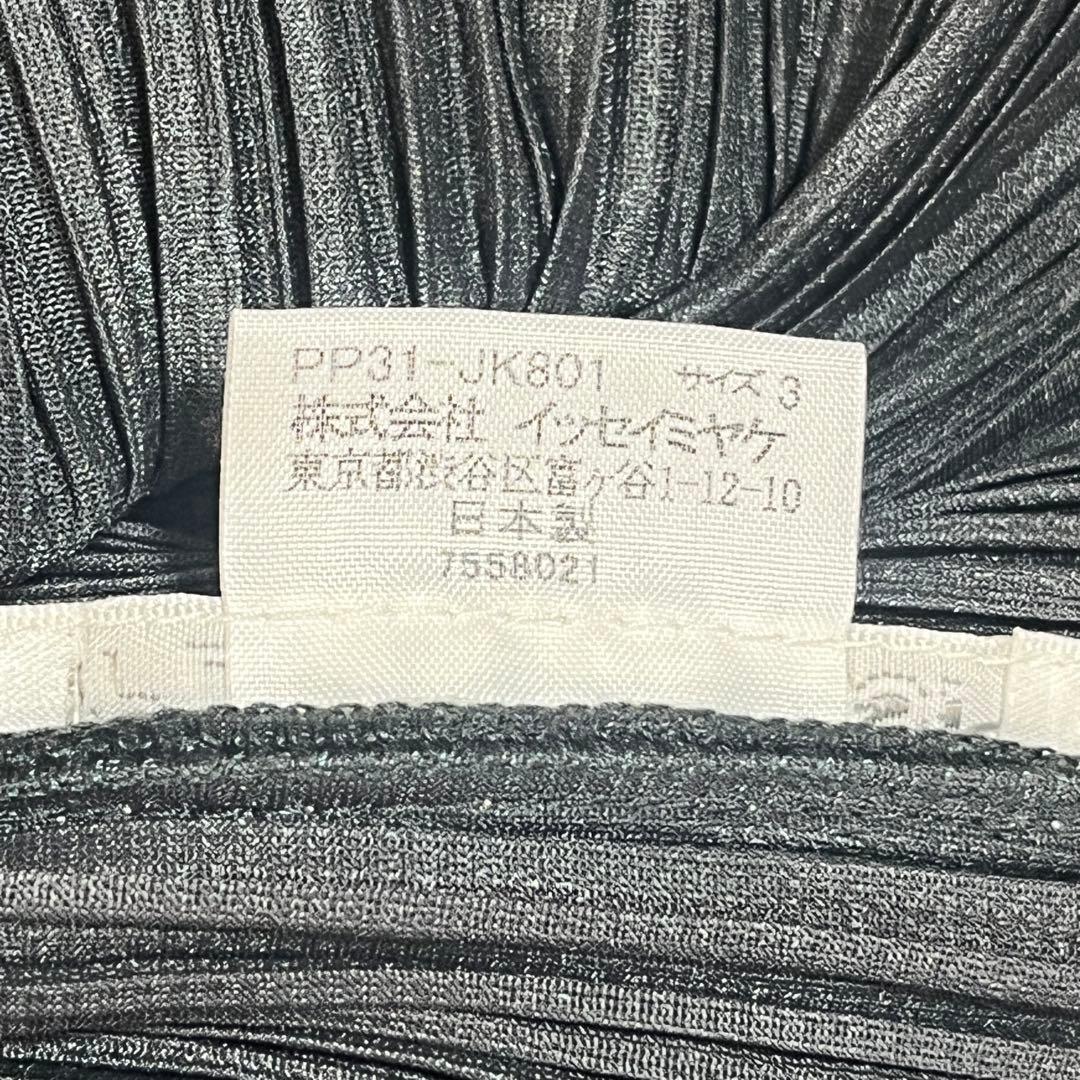 PP31-JK801 サイズ 3
株式会社 イッセイミヤケ
東京都渋谷区富ヶ谷1-12-10
日本製
7558021